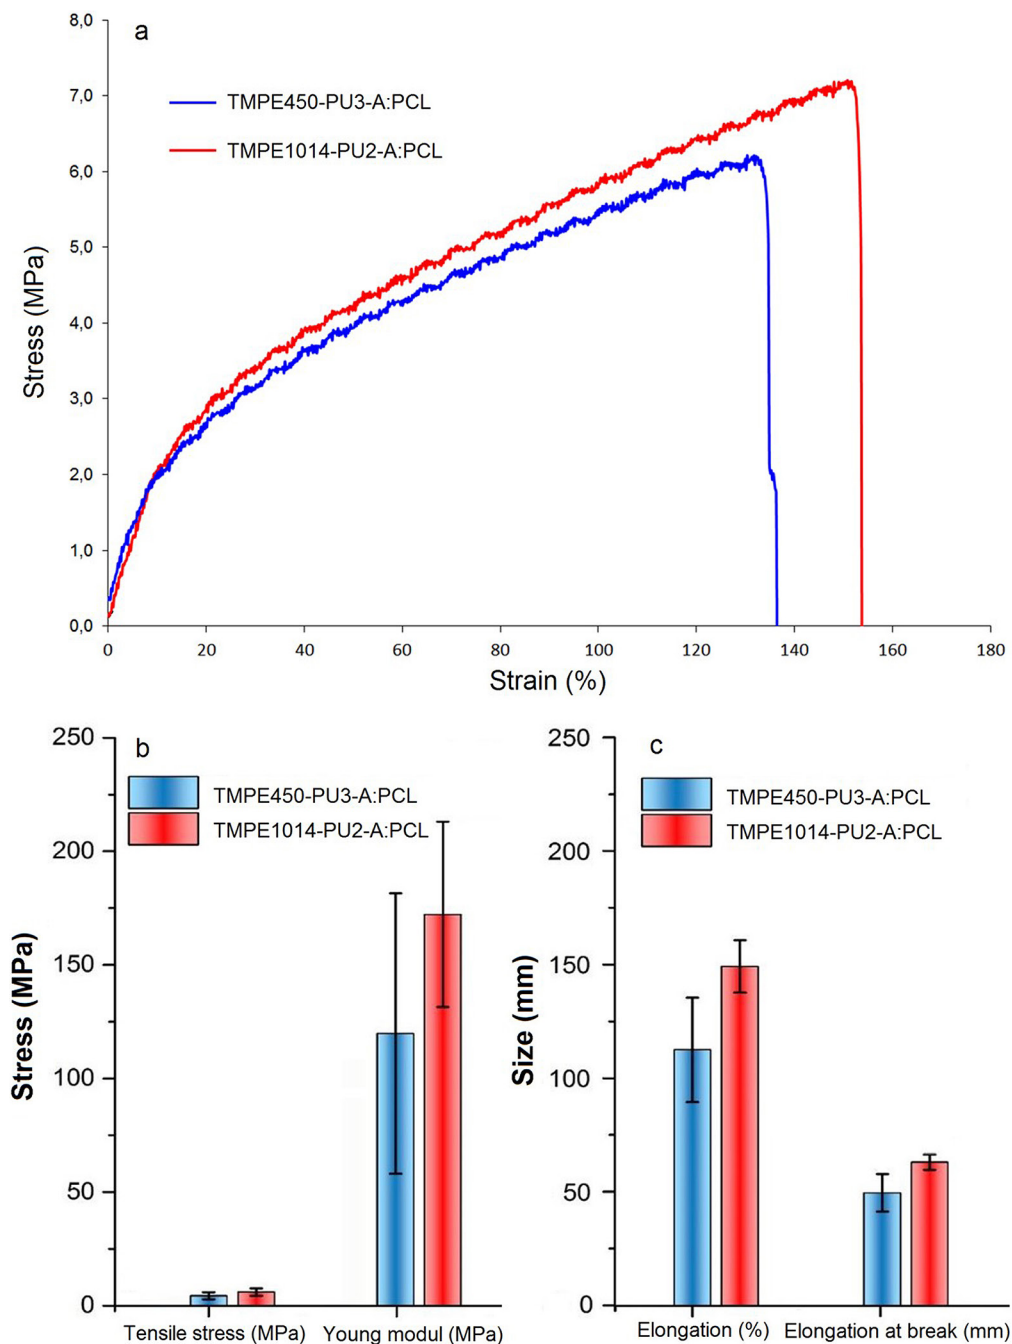 a
8,0
7,0
6,0
5,0
4,0
3,0
2,0
1,0
0,0
Stress (MPa)
TMPE450-PU3-A:PCL
TMPE1014-PU2-A:PCL
0 20 40 60 80 100 120 140 160 180
Strain (%)
b
250
200
150
100
50
0
Stress (MPa)
TMPE450-PU3-A:PCL
TMPE1014-PU2-A:PCL
Tensile stress (MPa) Young modul (MPa)
c
250
200
150
100
50
0
Size (mm)
TMPE450-PU3-A:PCL
TMPE1014-PU2-A:PCL
Elongation (%) Elongation at break (mm)